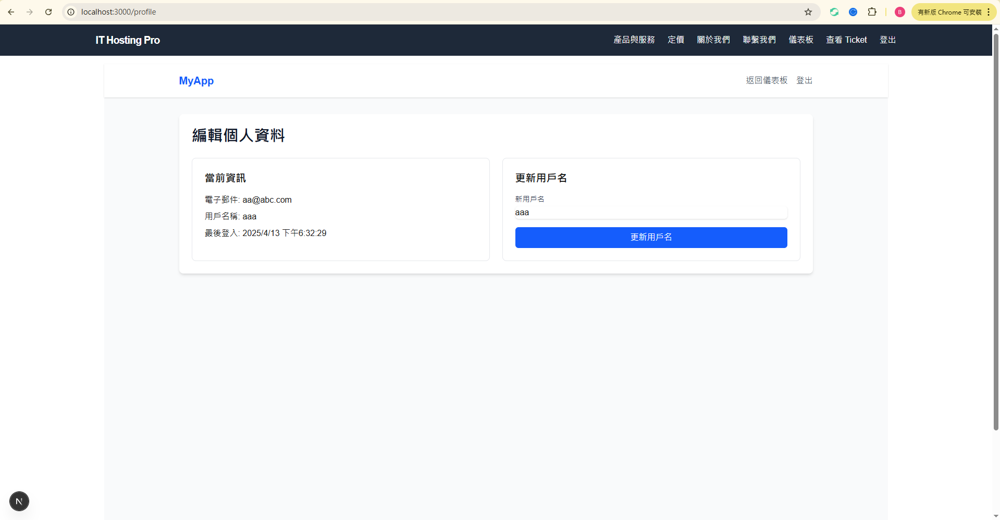 localhost:3000/profile
B
有新版 Chrome 可安裝
IT Hosting Pro
產品與服務 定價 關於我們 聯繫我們 儀表板 查看 Ticket 登出
MyApp
返回儀表板 登出
編輯個人資料
當前資訊
電子郵件: aa@abc.com
用戶名稱: aaa
最後登入: 2025/4/13 下午6:32:29
更新用戶名
新用戶名
aaa
更新用戶名
N